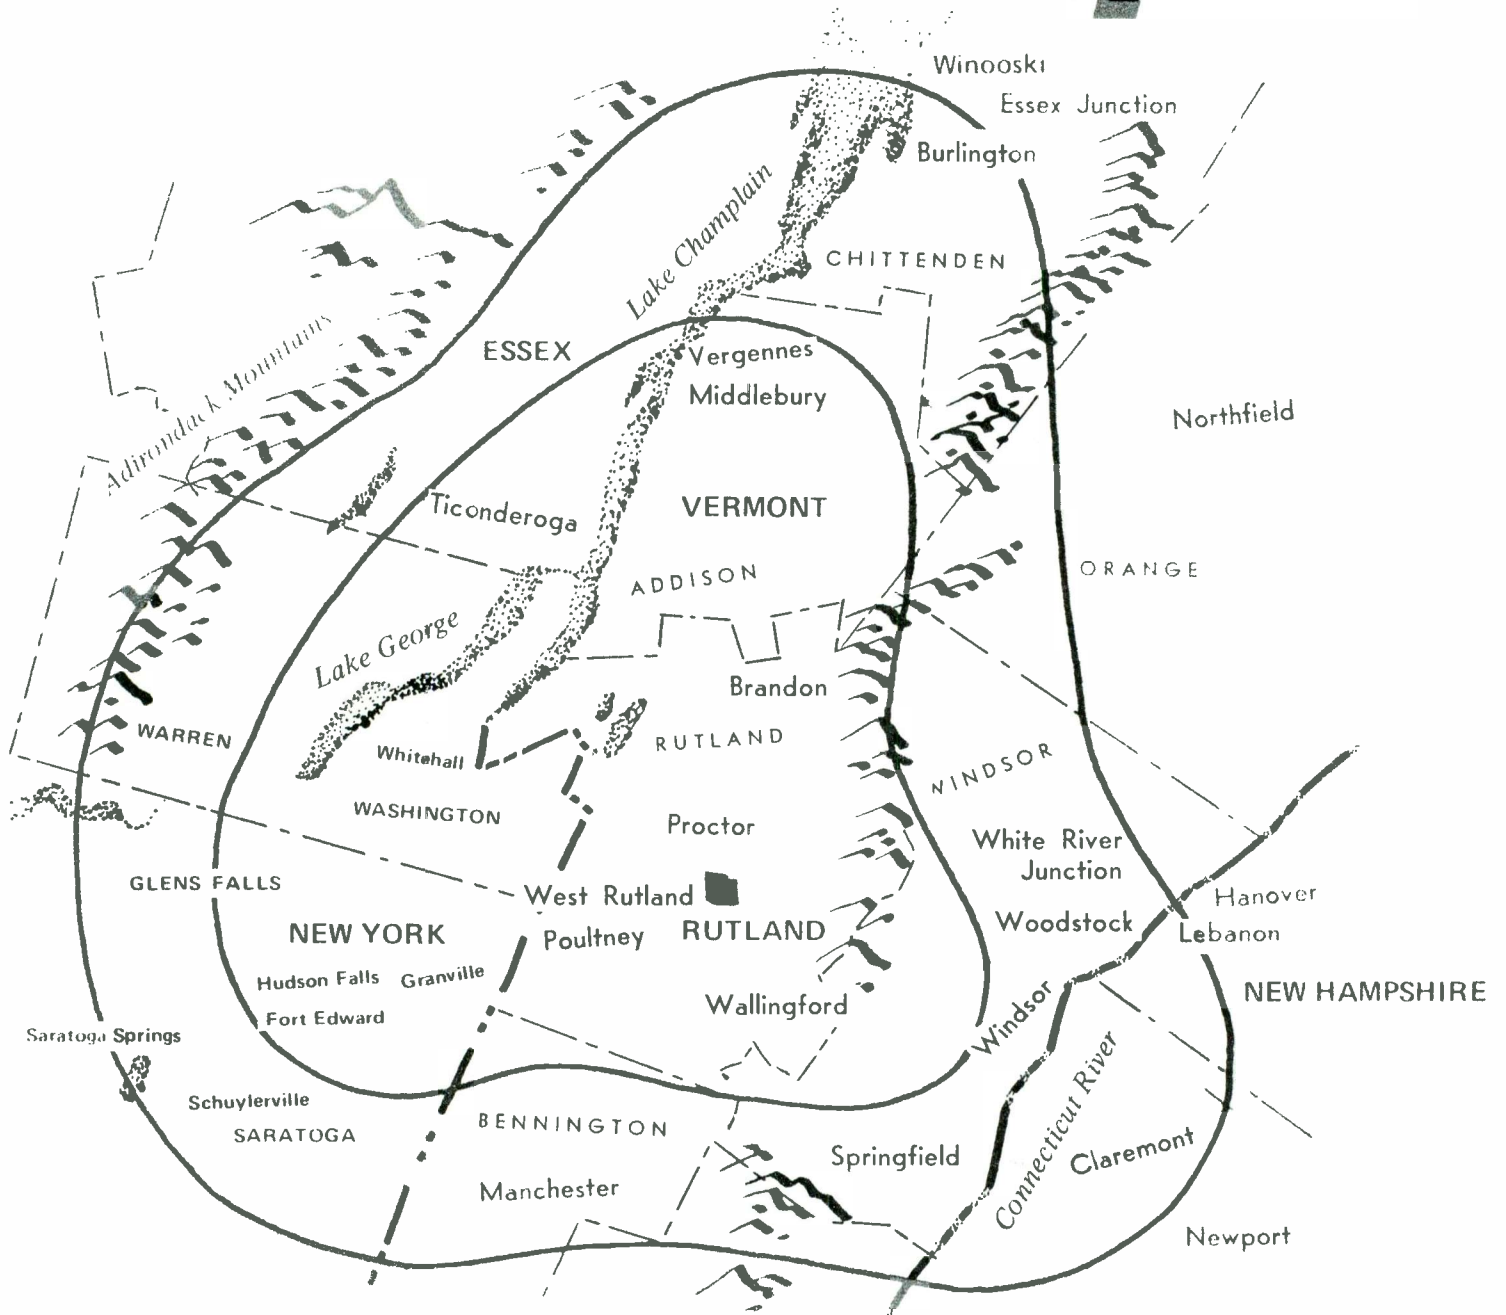 Winooski
Essex Junction
Burlington
Lake Champlain
CHITTENDEN
Adirondack Mountains
ESSEX
Vergennes
Middlebury
Northfield
Ticonderoga
VERMONT
ADDISON
ORANGE
Lake George
Brandon
WARREN
Whitehall
RUTLAND
WINDSOR
WASHINGTON
Proctor
White River
Junction
GLENS FALLS
West Rutland
Hanover
NEW YORK
Poultney
RUTLAND
Woodstock
Lebanon
Hudson Falls
Granville
Wallingford
NEW HAMPSHIRE
Fort Edward
Windsor
Saratoga Springs
Schuylerville
SARATOGA
BENNINGTON
Connecticut River
Springfield
Claremont
Manchester
Newport